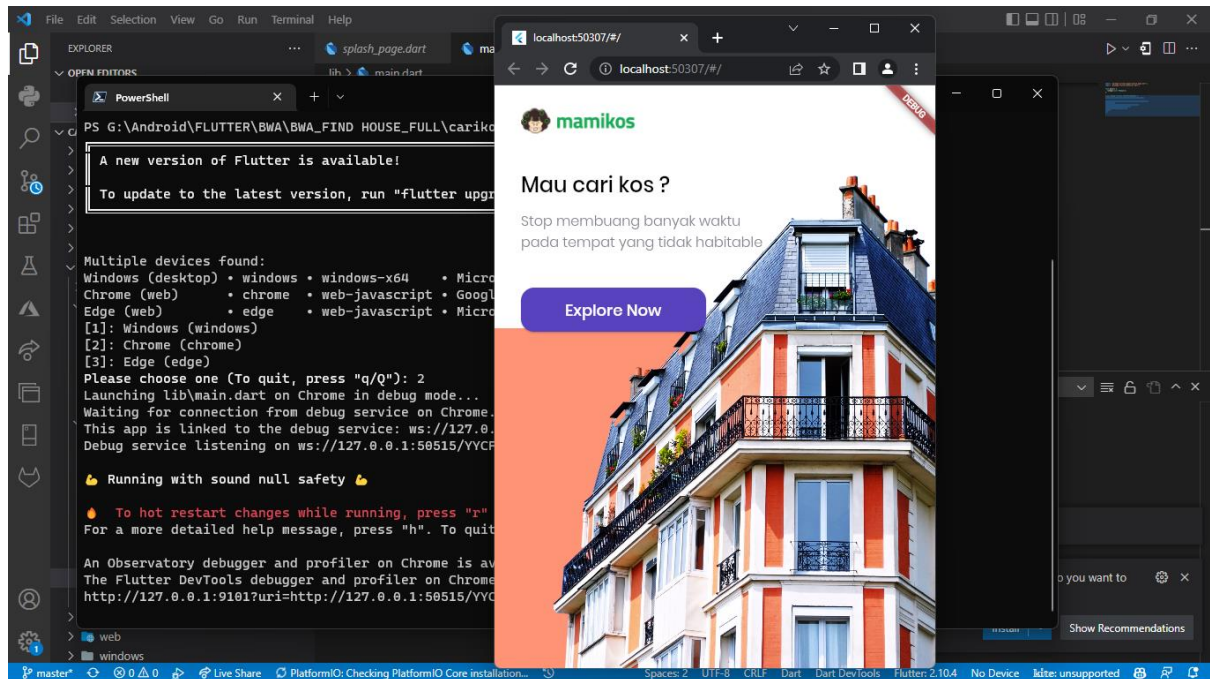 File Edit Selection View Go Run Terminal Help
EXPLORER
splash_page.dart
OPEN EDITORS
lib > main.dart
PowerShell
PS G:\Android\FLUTTER\BWA\BWA_FIND HOUSE_FULL\cariko
A new version of Flutter is available!
To update to the latest version, run "flutter upgr
Multiple devices found:
Windows (desktop) • windows • windows-x64 • Micro
Chrome (web) • chrome • web-javascript • Googl
Edge (web) • edge • web-javascript • Micro
[1]: Windows (windows)
[2]: Chrome (chrome)
[3]: Edge (edge)
Please choose one (To quit, press "q/Q"): 2
Launching lib\main.dart on Chrome in debug mode...
Waiting for connection from debug service on Chrome.
This app is linked to the debug service: ws://127.0.
Debug service listening on ws://127.0.0.1:50515/YYCF
💪 Running with sound null safety 💪
🔥 To hot restart changes while running, press "r"
For a more detailed help message, press "h". To quit
An Observatory debugger and profiler on Chrome is av
The Flutter DevTools debugger and profiler on Chrome
http://127.0.0.1:9101?uri=http://127.0.0.1:50515/YYC
localhost:50307/#/
localhost:50307/#/
DEBUG
mamikos
Mau cari kos ?
Stop membuang banyak waktu
pada tempat yang tidak habitable
Explore Now
o you want to
Install
Show Recommendations
web
windows
master* 0 0 Live Share PlatformIO: Checking PlatformIO Core installation... Spaces: 2 UTF-8 CRLF Dart Dart DevTools Flutter: 2.10.4 No Device kite: unsupported